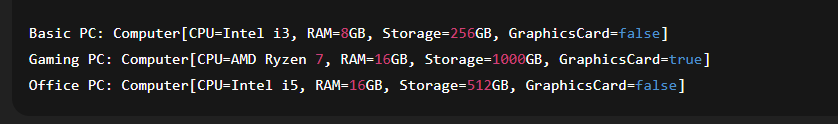 Basic PC: Computer[CPU=Intel i3, RAM=8GB, Storage=256GB, GraphicsCard=false]
Gaming PC: Computer[CPU=AMD Ryzen 7, RAM=16GB, Storage=1000GB, GraphicsCard=true]
Office PC: Computer[CPU=Intel i5, RAM=16GB, Storage=512GB, GraphicsCard=false]